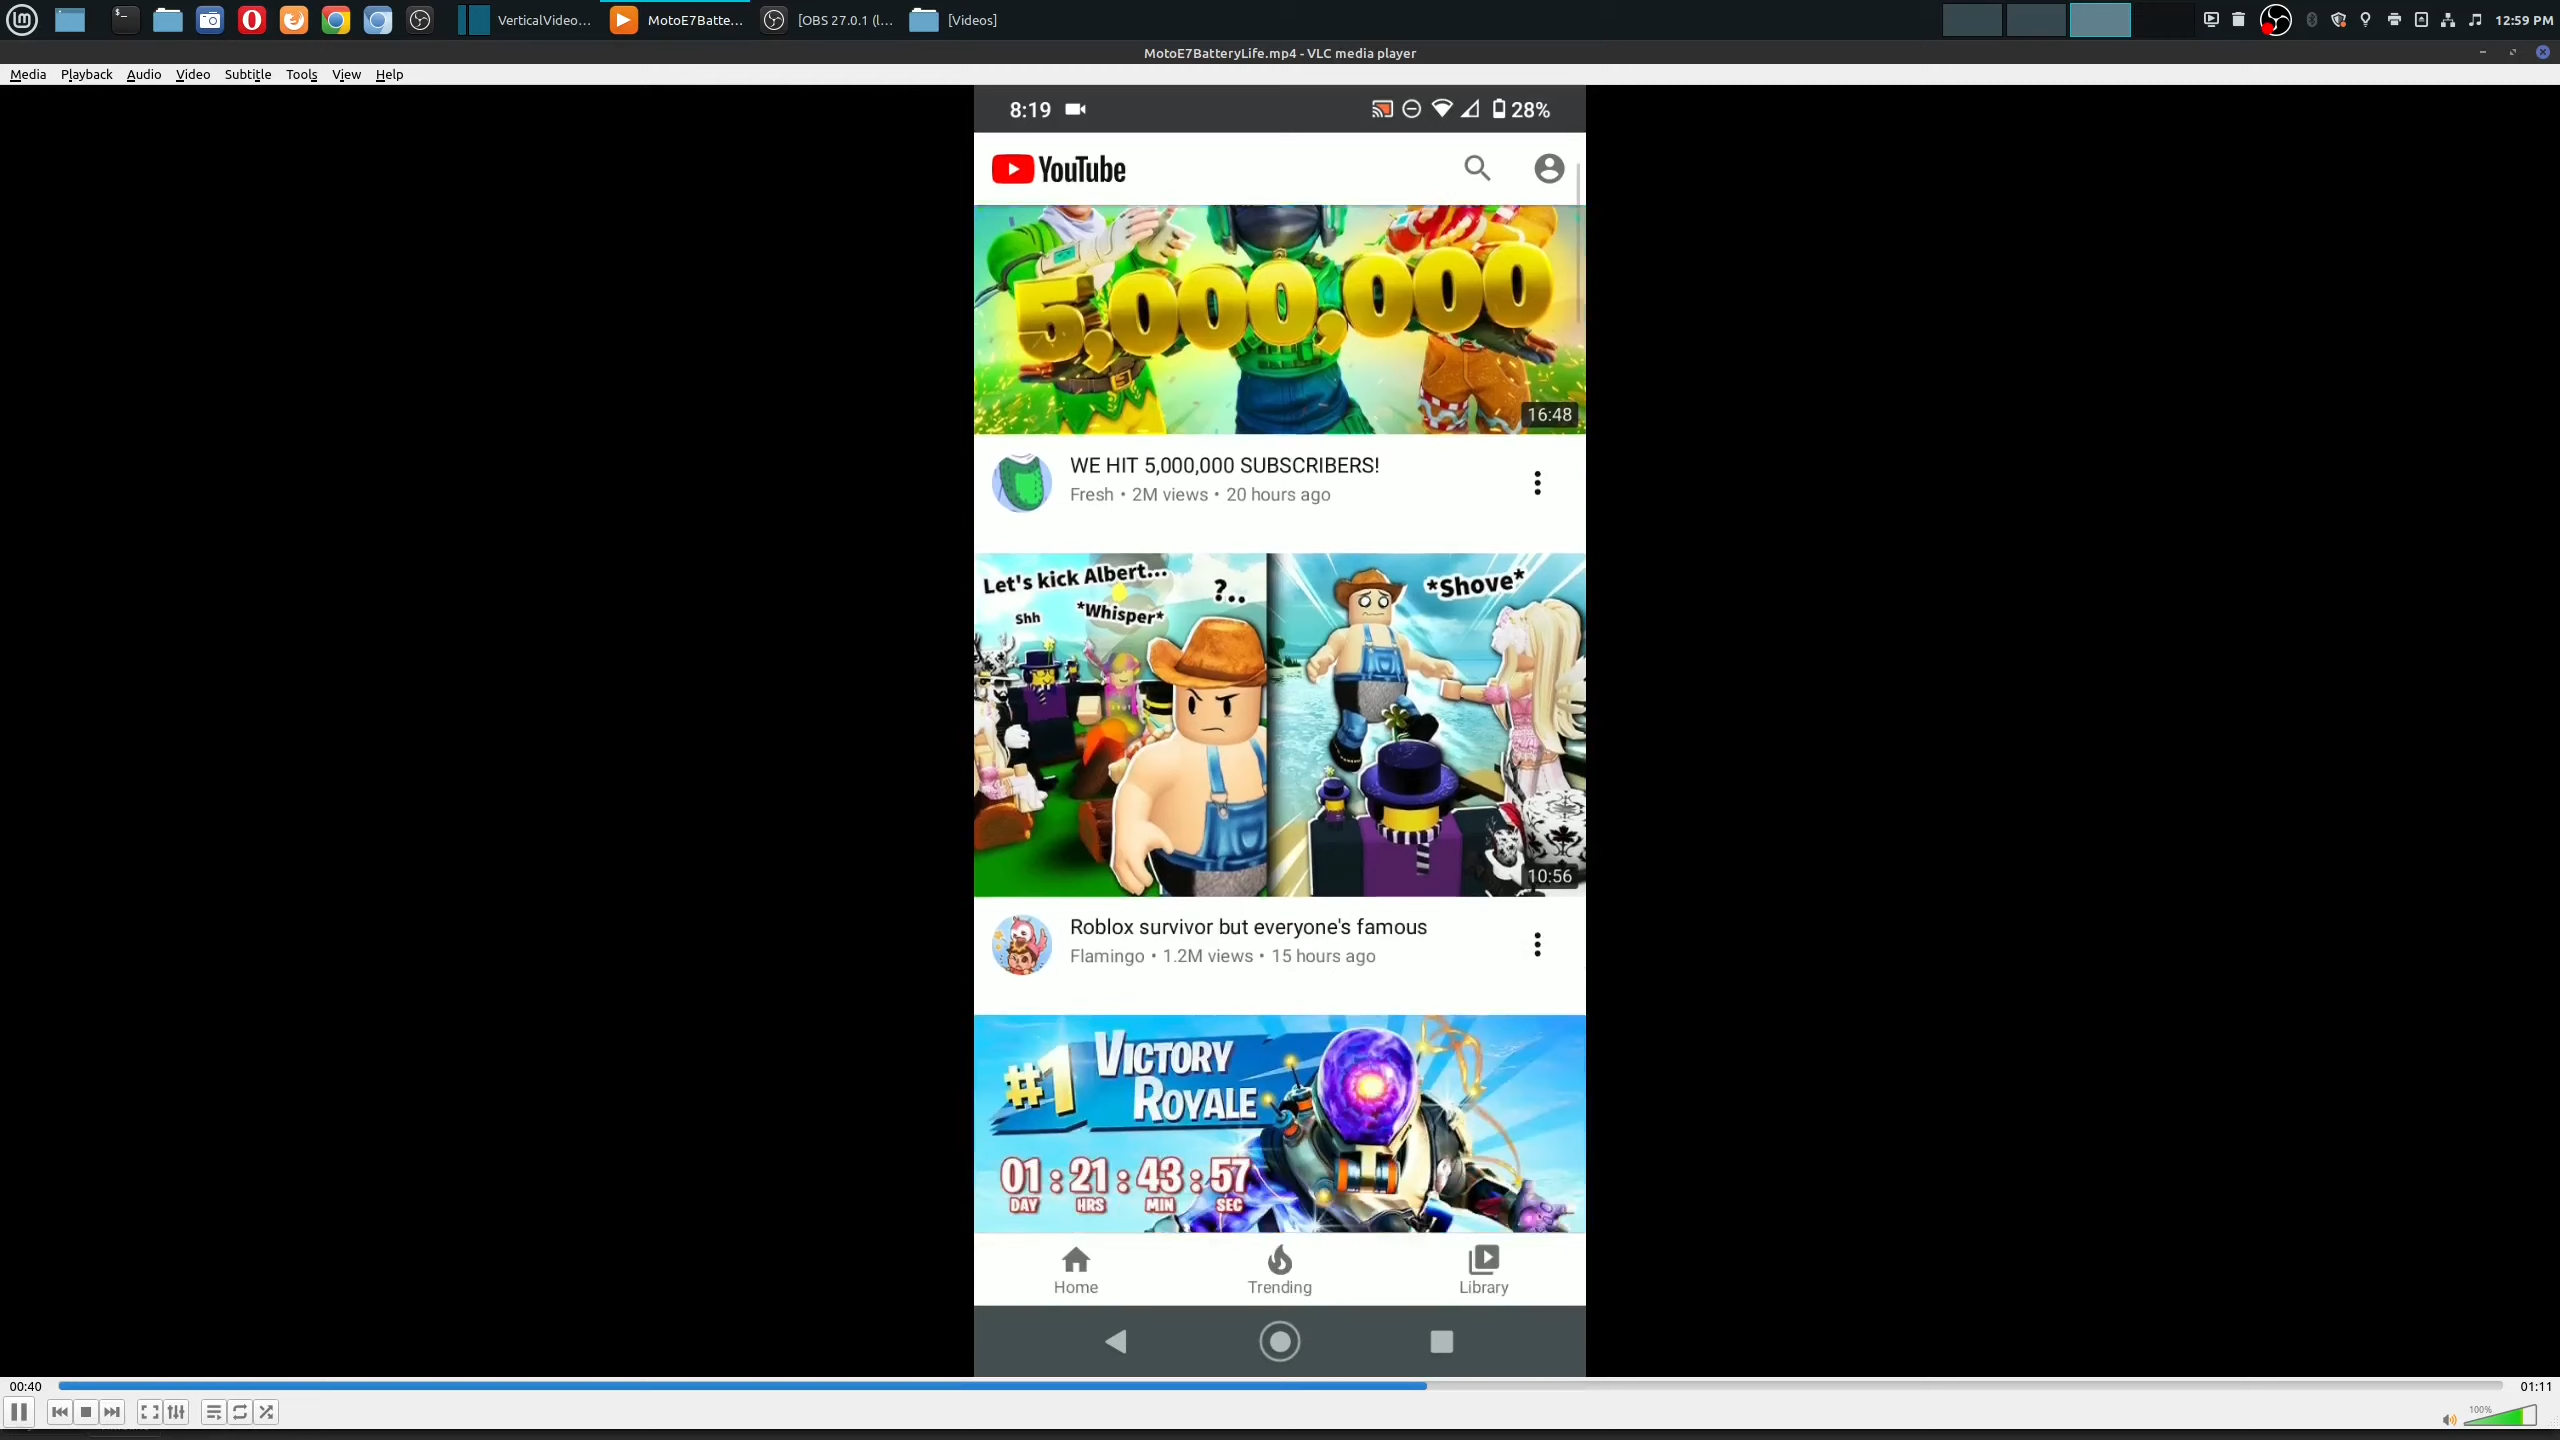 VerticalVideo...
MotoE7Batte...
[OBS 27.0.1 (l...
[Videos]
12:59 PM
MotoE7BatteryLife.mp4 - VLC media player
Media Playback Audio Video Subtitle Tools View Help
8:19
28%
YouTube
5,000,000
16:48
WE HIT 5,000,000 SUBSCRIBERS!
Fresh • 2M views • 20 hours ago
Let's kick Albert...
?..
*Shove*
Shh
*Whisper*
10:56
Roblox survivor but everyone's famous
Flamingo • 1.2M views • 15 hours ago
#1 VICTORY
ROYALE
01 : 21 : 43 : 57
DAY HRS MIN SEC
Home
Trending
Library
00:40
01:11
100%